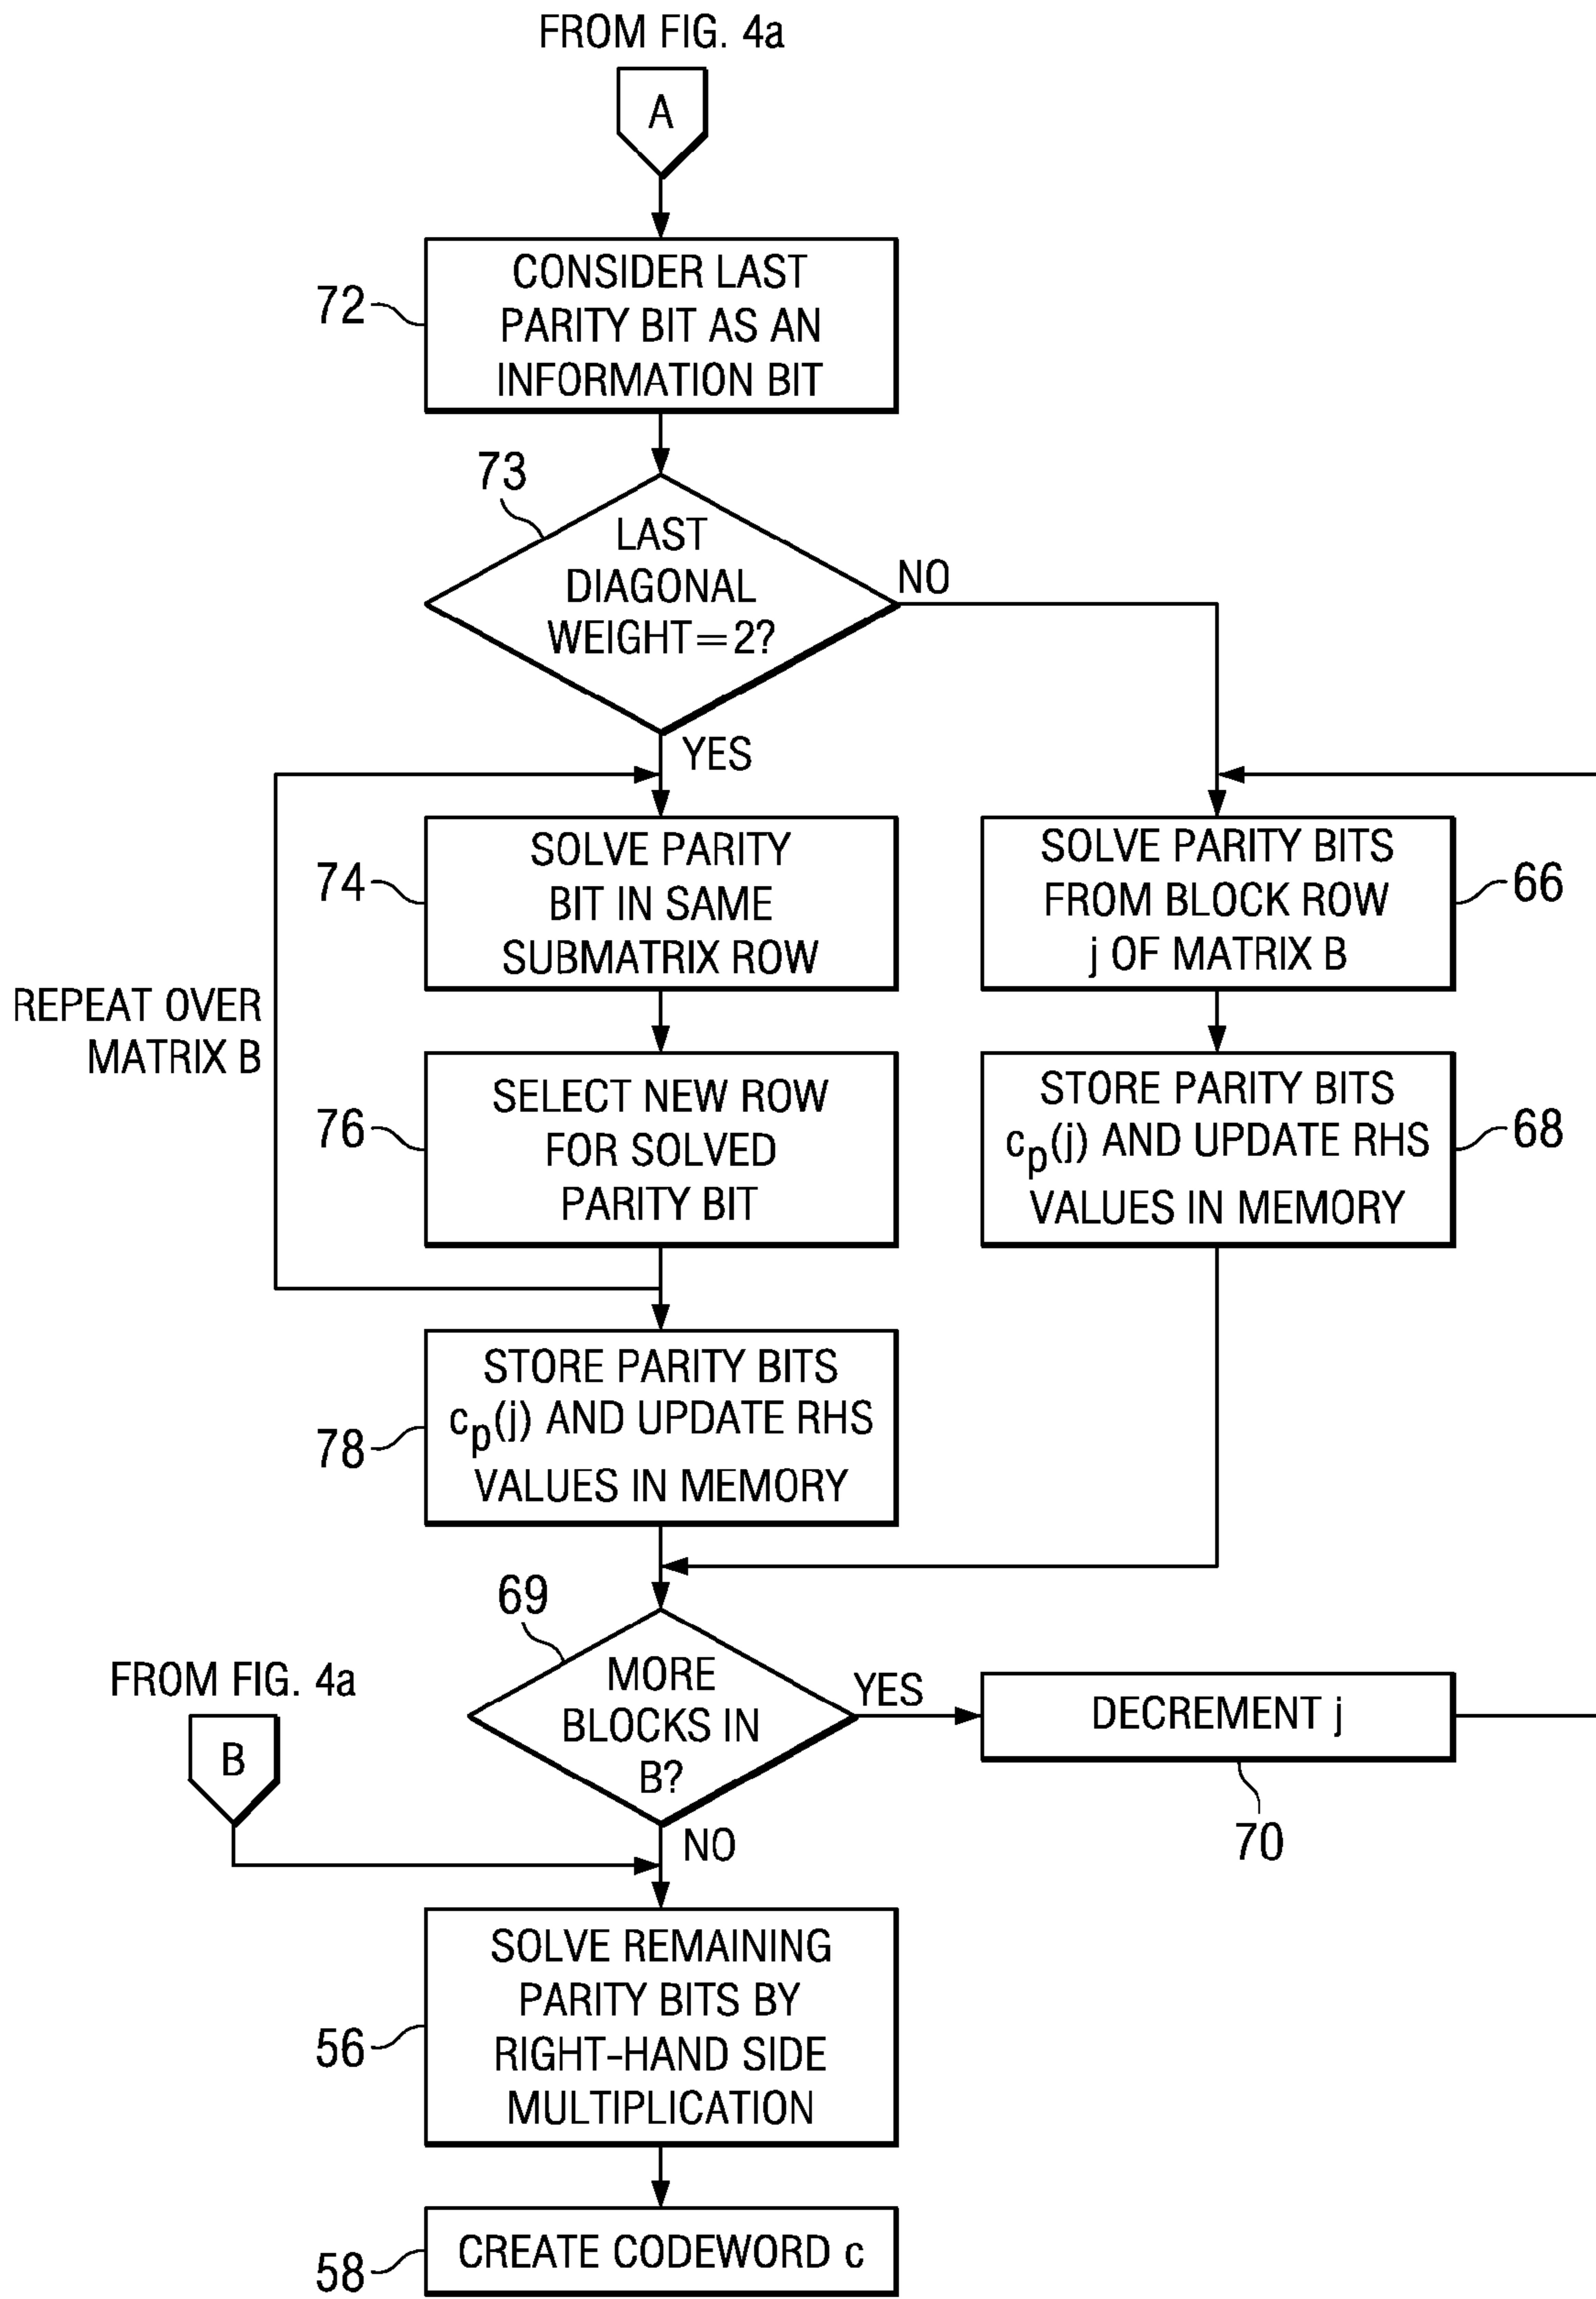 FROM FIG. 4a
A
72
CONSIDER LAST
PARITY BIT AS AN
INFORMATION BIT
73
LAST
DIAGONAL
WEIGHT=2?
NO
YES
74
SOLVE PARITY
BIT IN SAME
SUBMATRIX ROW
SOLVE PARITY BITS
FROM BLOCK ROW
j OF MATRIX B
66
REPEAT OVER
MATRIX B
76
SELECT NEW ROW
FOR SOLVED
PARITY BIT
STORE PARITY BITS
cp(j) AND UPDATE RHS
VALUES IN MEMORY
68
78
STORE PARITY BITS
cp(j) AND UPDATE RHS
VALUES IN MEMORY
69
MORE
BLOCKS IN
B?
YES
DECREMENT j
70
FROM FIG. 4a
B
NO
56
SOLVE REMAINING
PARITY BITS BY
RIGHT-HAND SIDE
MULTIPLICATION
58
CREATE CODEWORD c